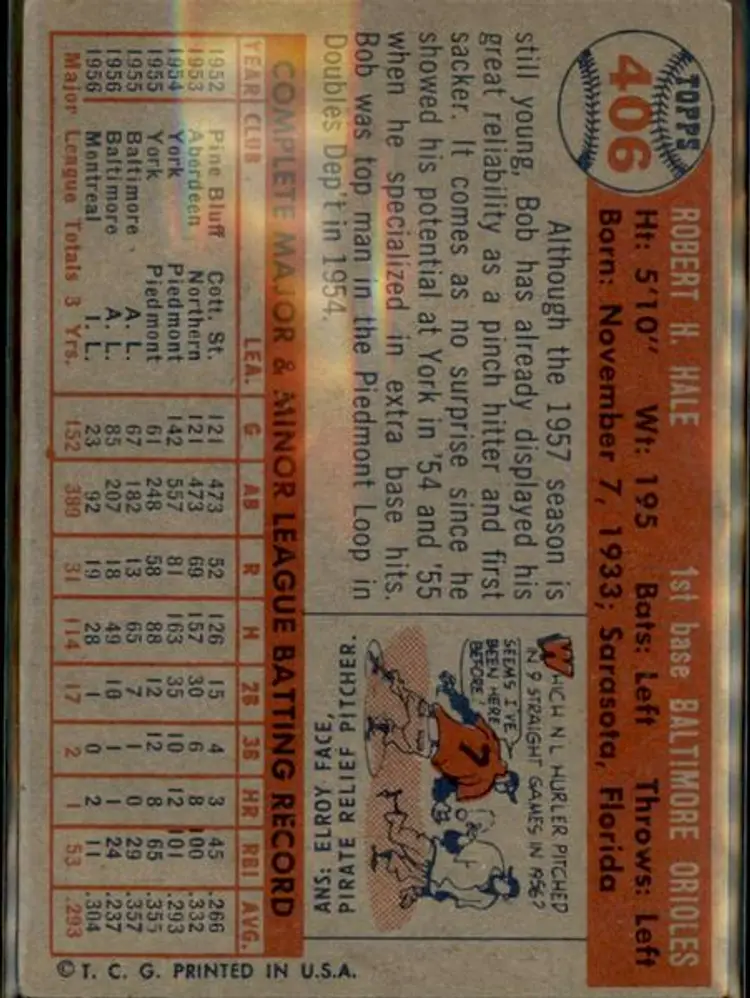 TOPPS
406
ROBERT H. HALE 1st base BALTIMORE ORIOLES
Ht: 5'10" Wt: 195 Bats: Left Throws: Left
Born: November 7, 1933; Sarasota, Florida
Although the 1957 season is
still young, Bob has already displayed his
great reliability as a pinch hitter and first
sacker. It comes as no surprise since he
showed his potential at York in '54 and '55
when he specialized in extra base hits.
Bob was top man in the Piedmont Loop in
Doubles Dep't in 1954.
WHICH N L HURLER PITCHED
IN 9 STRAIGHT GAMES IN 1956?
SEEMS I'VE
BEEN HERE
BEFORE!
7
ANS: ELROY FACE,
PIRATE RELIEF PITCHER.
COMPLETE MAJOR & MINOR LEAGUE BATTING RECORD
YEAR CLUB LEA. G AB R H 2B 3B HR RBI AVG.
1952 Pine Bluff Cott. St. 121 473 52 126 15 4 3 45 .266
1953 Aberdeen Northern 121 473 69 157 30 6 8 100 .332
1954 York Piedmont 142 557 81 163 35 10 12 101 .293
1955 York Piedmont 61 248 58 88 12 12 8 65 .355
1955 Baltimore A. L. 67 182 13 65 7 1 0 29 .357
1956 Baltimore A. L. 85 207 18 49 10 1 1 24 .237
1956 Montreal I. L. 23 92 19 28 1 0 2 11 .304
Major League Totals 3 Yrs. 152 389 31 114 17 2 1 53 .293
© T. C. G. PRINTED IN U.S.A.